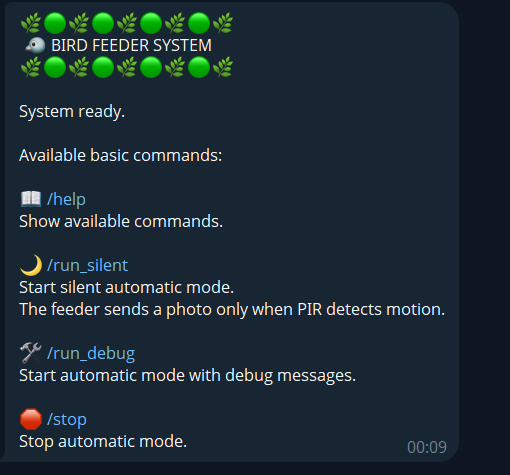 🌿🟢🌿🟢🌿🟢🌿🟢🌿
🐦 BIRD FEEDER SYSTEM
🌿🟢🌿🟢🌿🟢🌿🟢🌿
System ready.
Available basic commands:
📖 /help
Show available commands.
🌙 /run_silent
Start silent automatic mode.
The feeder sends a photo only when PIR detects motion.
🛠 /run_debug
Start automatic mode with debug messages.
🛑 /stop
Stop automatic mode.
00:09